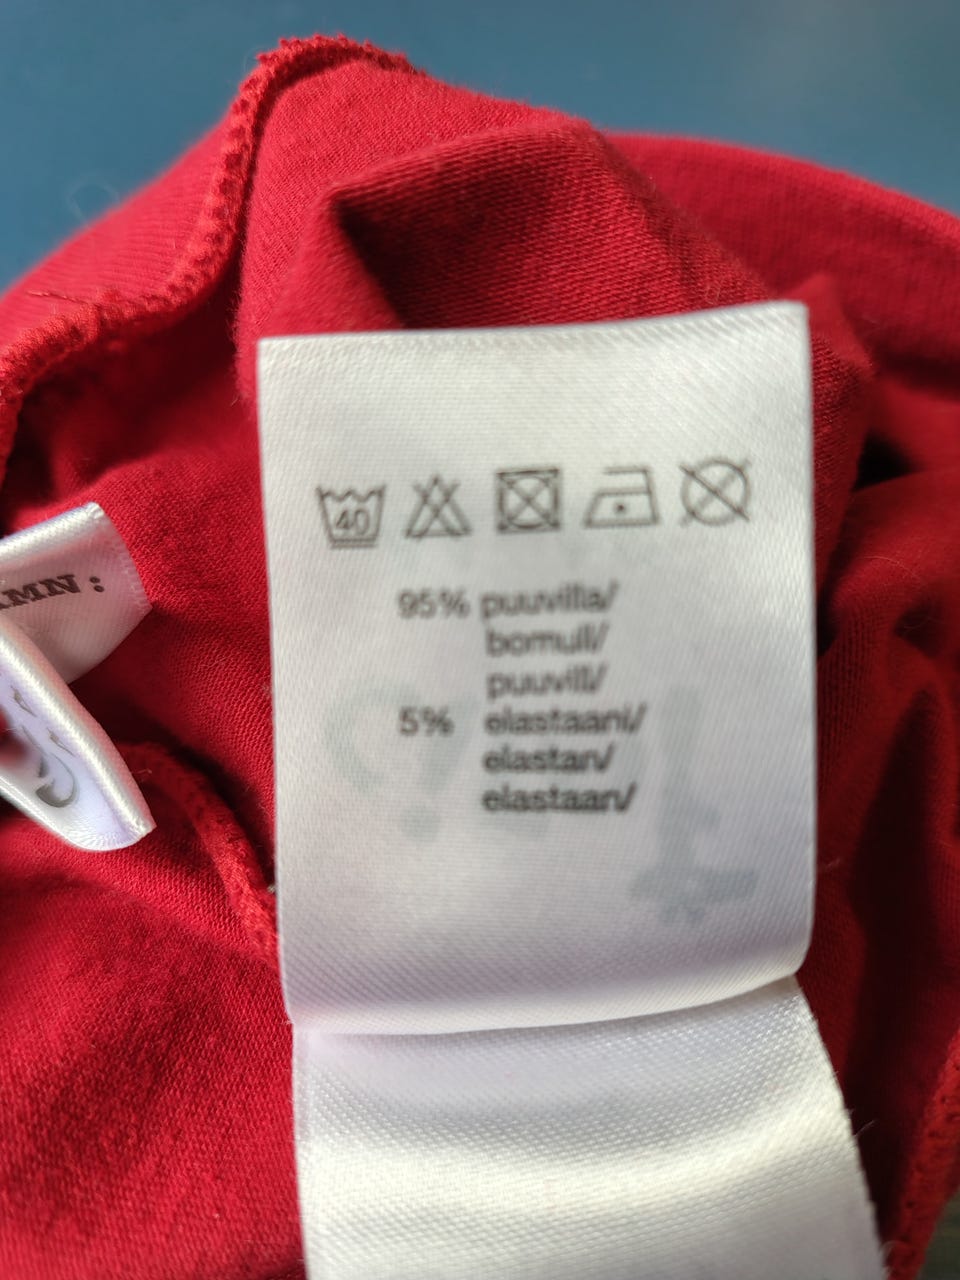 40
95% puuvilla/
bomull/
puuvill/
5% elastaani/
elastan/
elastaan/